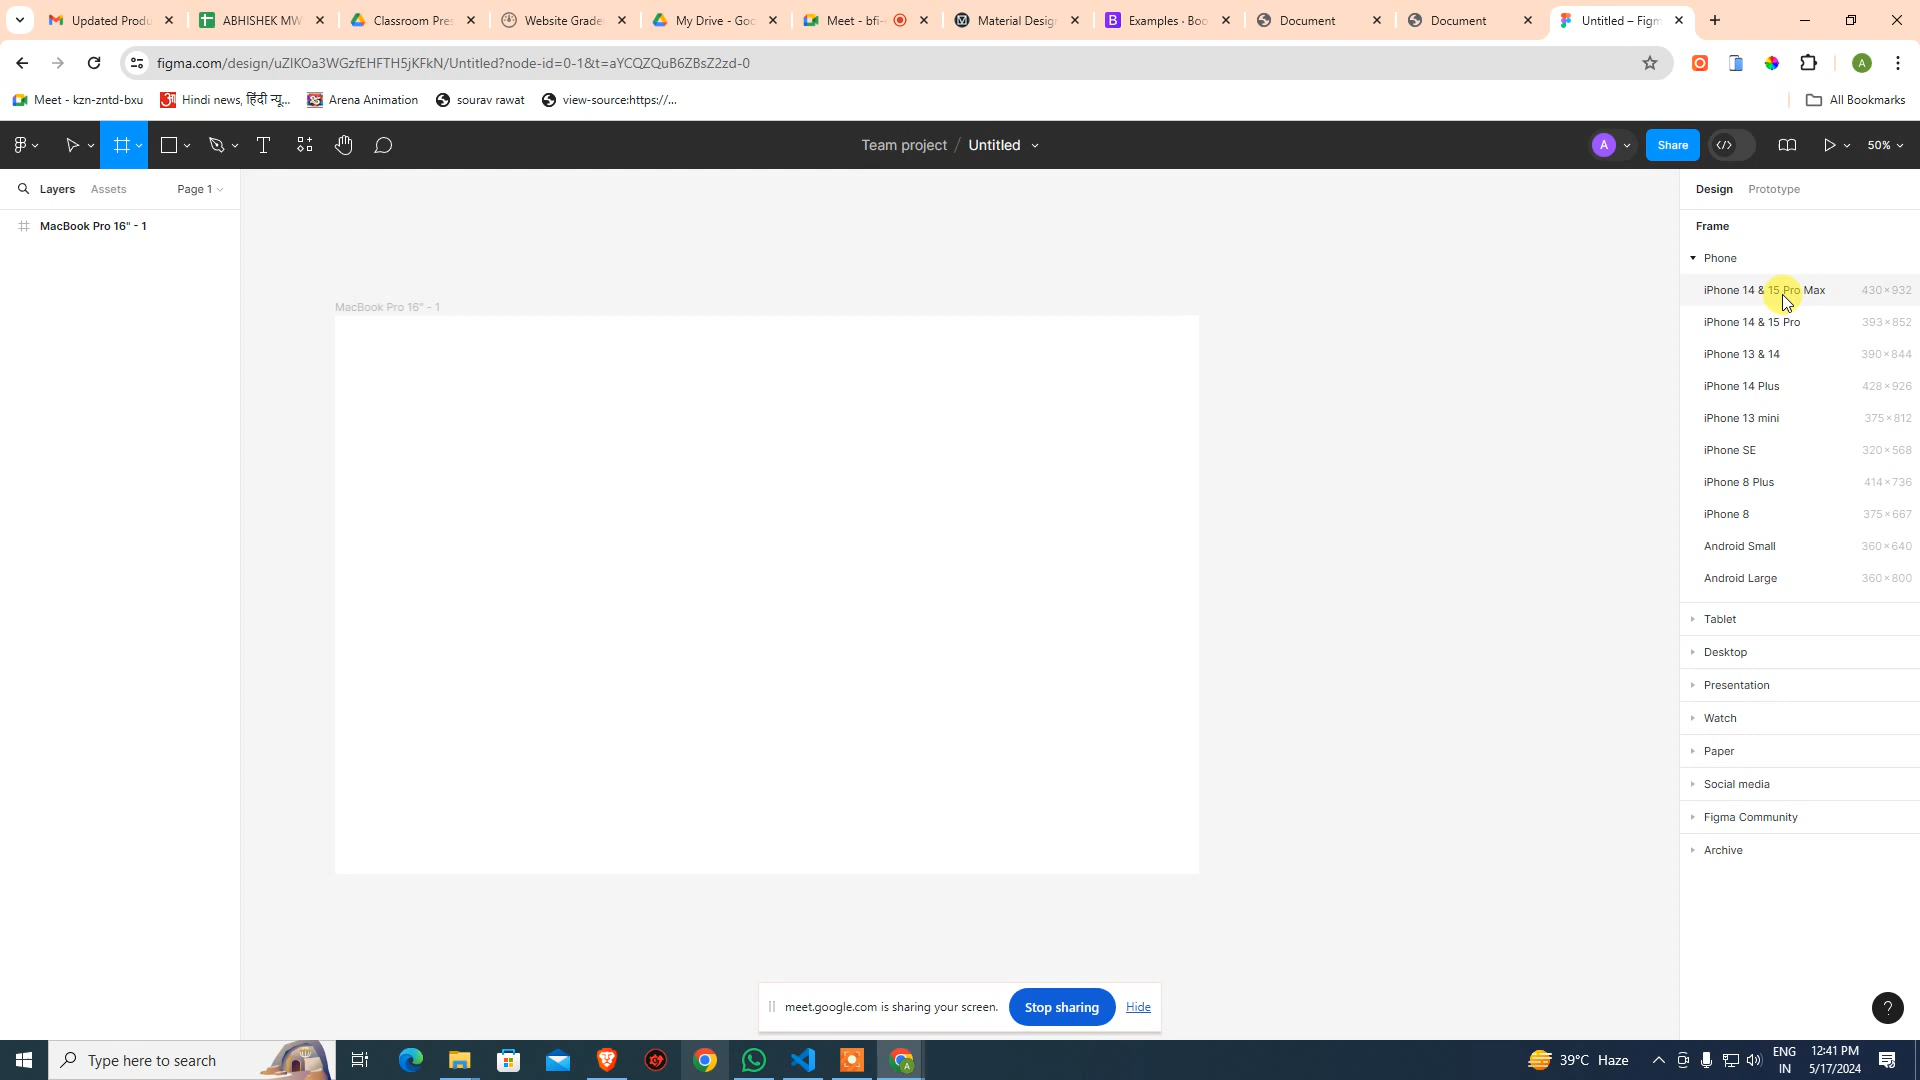 Updated Produ
ABHISHEK MW
Classroom Pres
Website Grade
My Drive - Goo
Meet - bfi-
Material Design
Examples · Boo
Document
Document
Untitled – Figm
figma.com/design/uZlKOa3WGzfEHFTH5jKFkN/Untitled?node-id=0-1&t=aYCQZQuB6ZBsZ2zd-0
A
Meet - kzn-zntd-bxu
Hindi news, हिंदी न्यू...
Arena Animation
sourav rawat
view-source:https://...
All Bookmarks
Team project / Untitled
A
Share
50%
Layers
Assets
Page 1
Design
Prototype
MacBook Pro 16" - 1
Frame
Phone
iPhone 14 & 15 Pro Max 430×932
iPhone 14 & 15 Pro 393×852
iPhone 13 & 14 390×844
iPhone 14 Plus 428×926
iPhone 13 mini 375×812
iPhone SE 320×568
iPhone 8 Plus 414×736
iPhone 8 375×667
Android Small 360×640
Android Large 360×800
Tablet
Desktop
Presentation
Watch
Paper
Social media
Figma Community
Archive
MacBook Pro 16" - 1
meet.google.com is sharing your screen.
Stop sharing
Hide
?
Type here to search
39°C Haze
ENG
IN
12:41 PM
5/17/2024